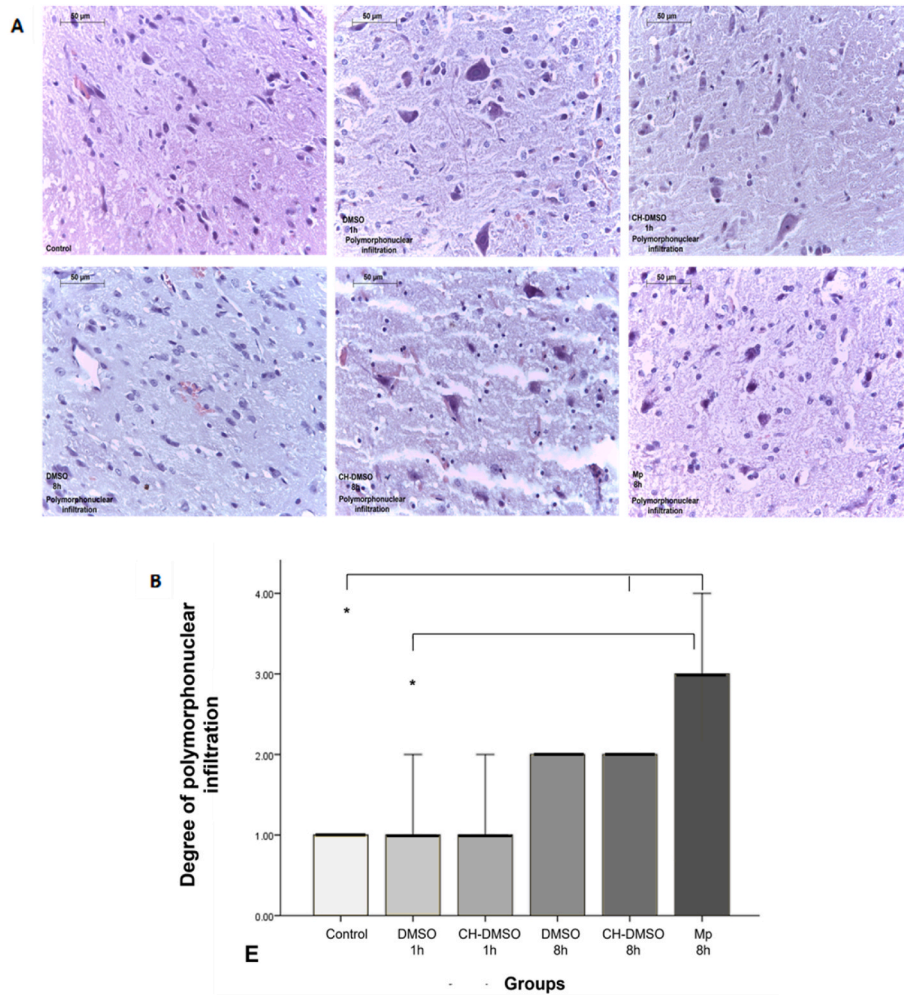 A
50 µm
Control
50 µm
DMSO
1h
Polymorphonuclear
infiltration
50 µm
CH-DMSO
1h
Polymorphonuclear
infiltration
50 µm
DMSO
8h
Polymorphonuclear
infiltration
50 µm
CH-DMSO
8h
Polymorphonuclear
infiltration
50 µm
Mp
8h
Polymorphonuclear
infiltration
B
Degree of polymorphonuclear
infiltration
4.00
3.00
2.00
1.00
0.00
*
*
Control
DMSO
1h
CH-DMSO
1h
DMSO
8h
CH-DMSO
8h
Mp
8h
E
Groups